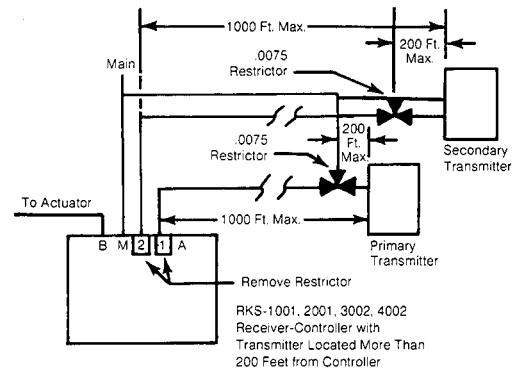 1000 Ft. Max.
200 Ft.
Max.
Main
.0075
Restrictor
.0075
Restrictor
200
Ft.
Max.
Secondary
Transmitter
To Actuator
1000 Ft. Max.
Primary
Transmitter
B M 2 1 A
Remove Restrictor
RKS-1001, 2001, 3002, 4002
Receiver-Controller with
Transmitter Located More Than
200 Feet from Controller